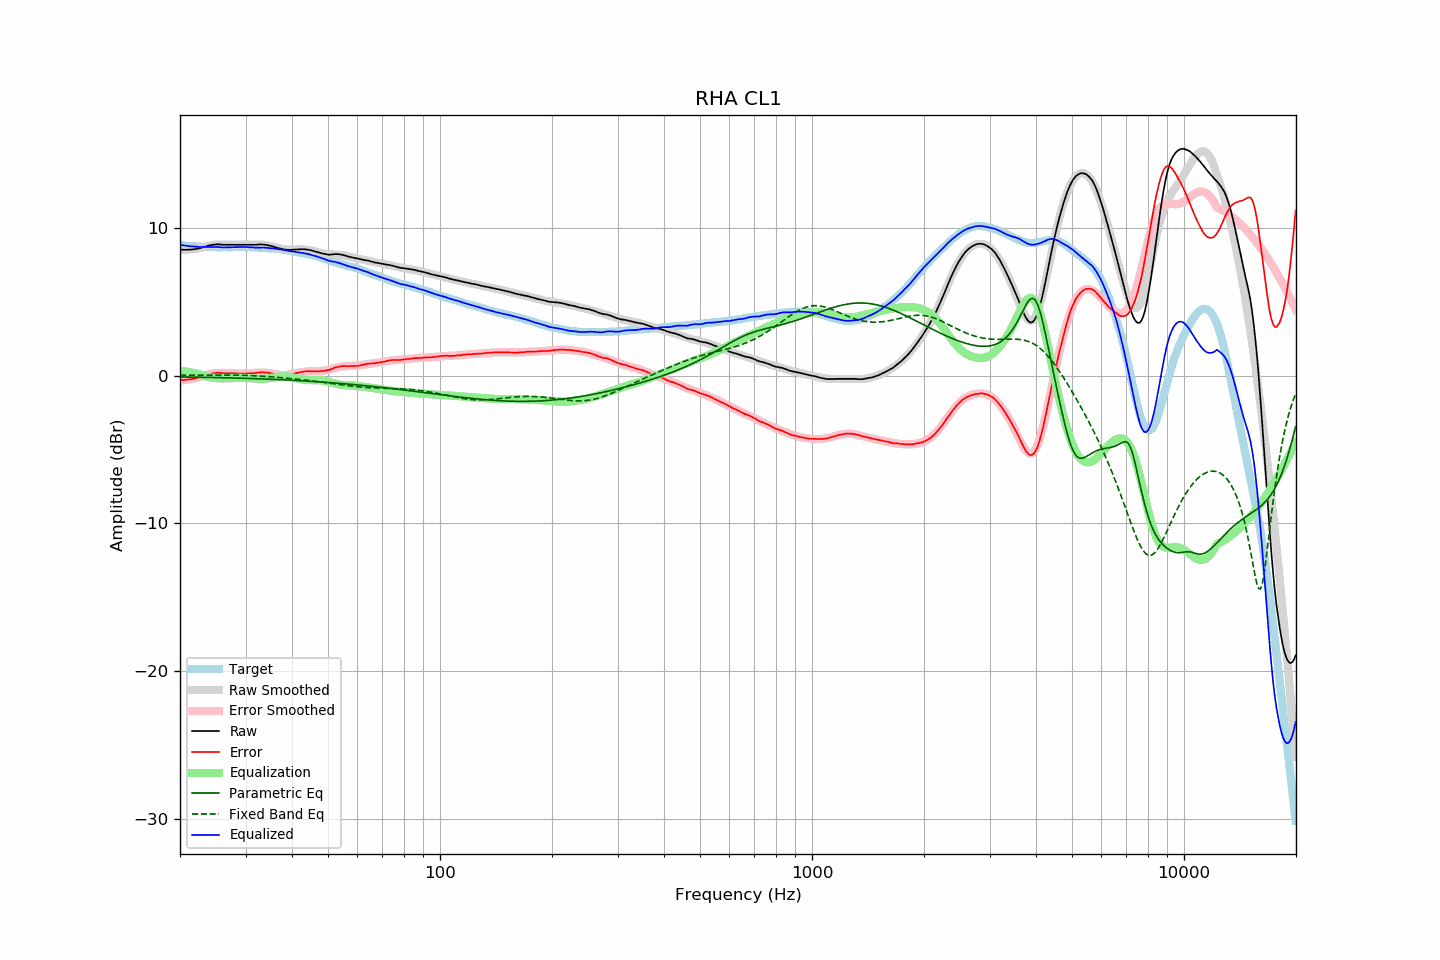 RHA CL1
Amplitude (dBr)
10
0
−10
−20
−30
Target
Raw Smoothed
Error Smoothed
Raw
Error
Equalization
Parametric Eq
Fixed Band Eq
Equalized
100
1000
10000
Frequency (Hz)